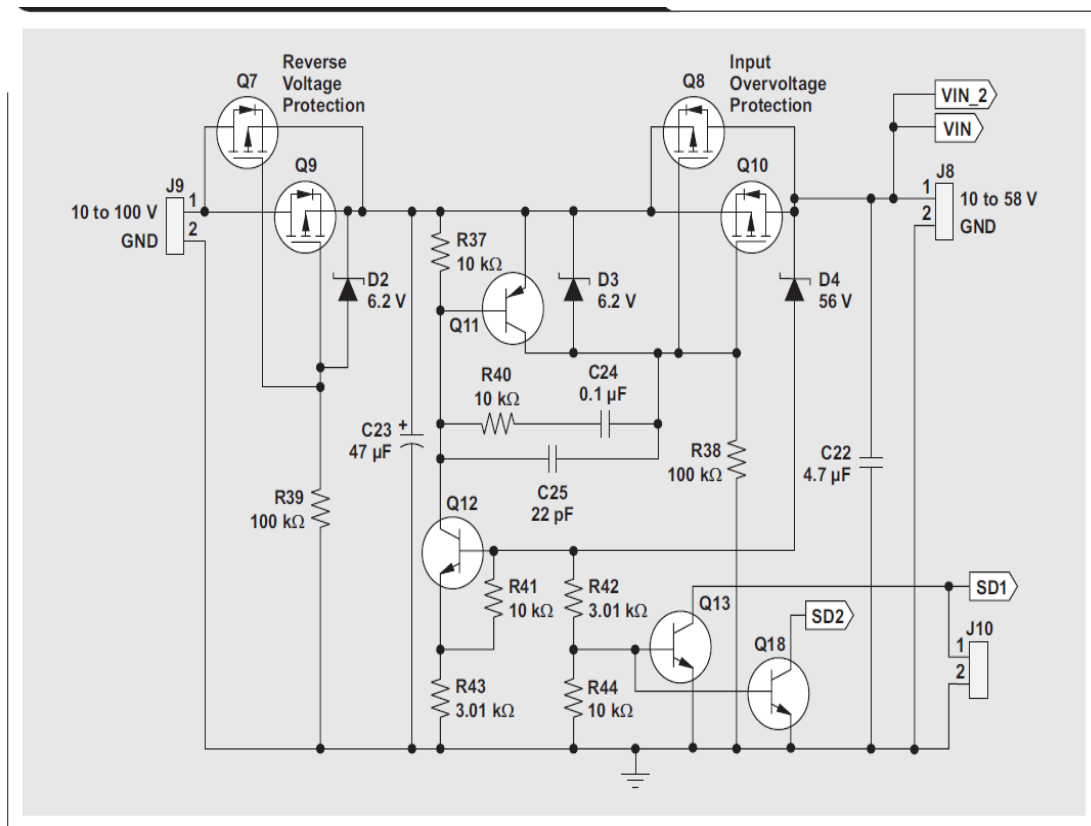 Reverse
Voltage
Protection
Input
Overvoltage
Protection
Q7
Q8
VIN_2
VIN
Q9
Q10
J9
1
10 to 100 V
GND
2
J8
1
10 to 58 V
2
GND
R37
10 kΩ
D2
6.2 V
D3
6.2 V
D4
56 V
Q11
R40
10 kΩ
C24
0.1 µF
C23
+
47 µF
R38
100 kΩ
C22
4.7 µF
C25
22 pF
R39
100 kΩ
Q12
R41
10 kΩ
R42
3.01 kΩ
Q13
SD1
SD2
Q18
J10
1
2
R43
3.01 kΩ
R44
10 kΩ